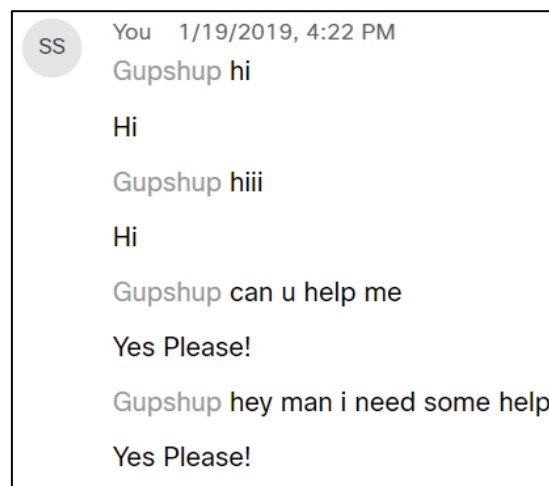 SS
You 1/19/2019, 4:22 PM
Gupshup hi
Hi
Gupshup hiii
Hi
Gupshup can u help me
Yes Please!
Gupshup hey man i need some help
Yes Please!